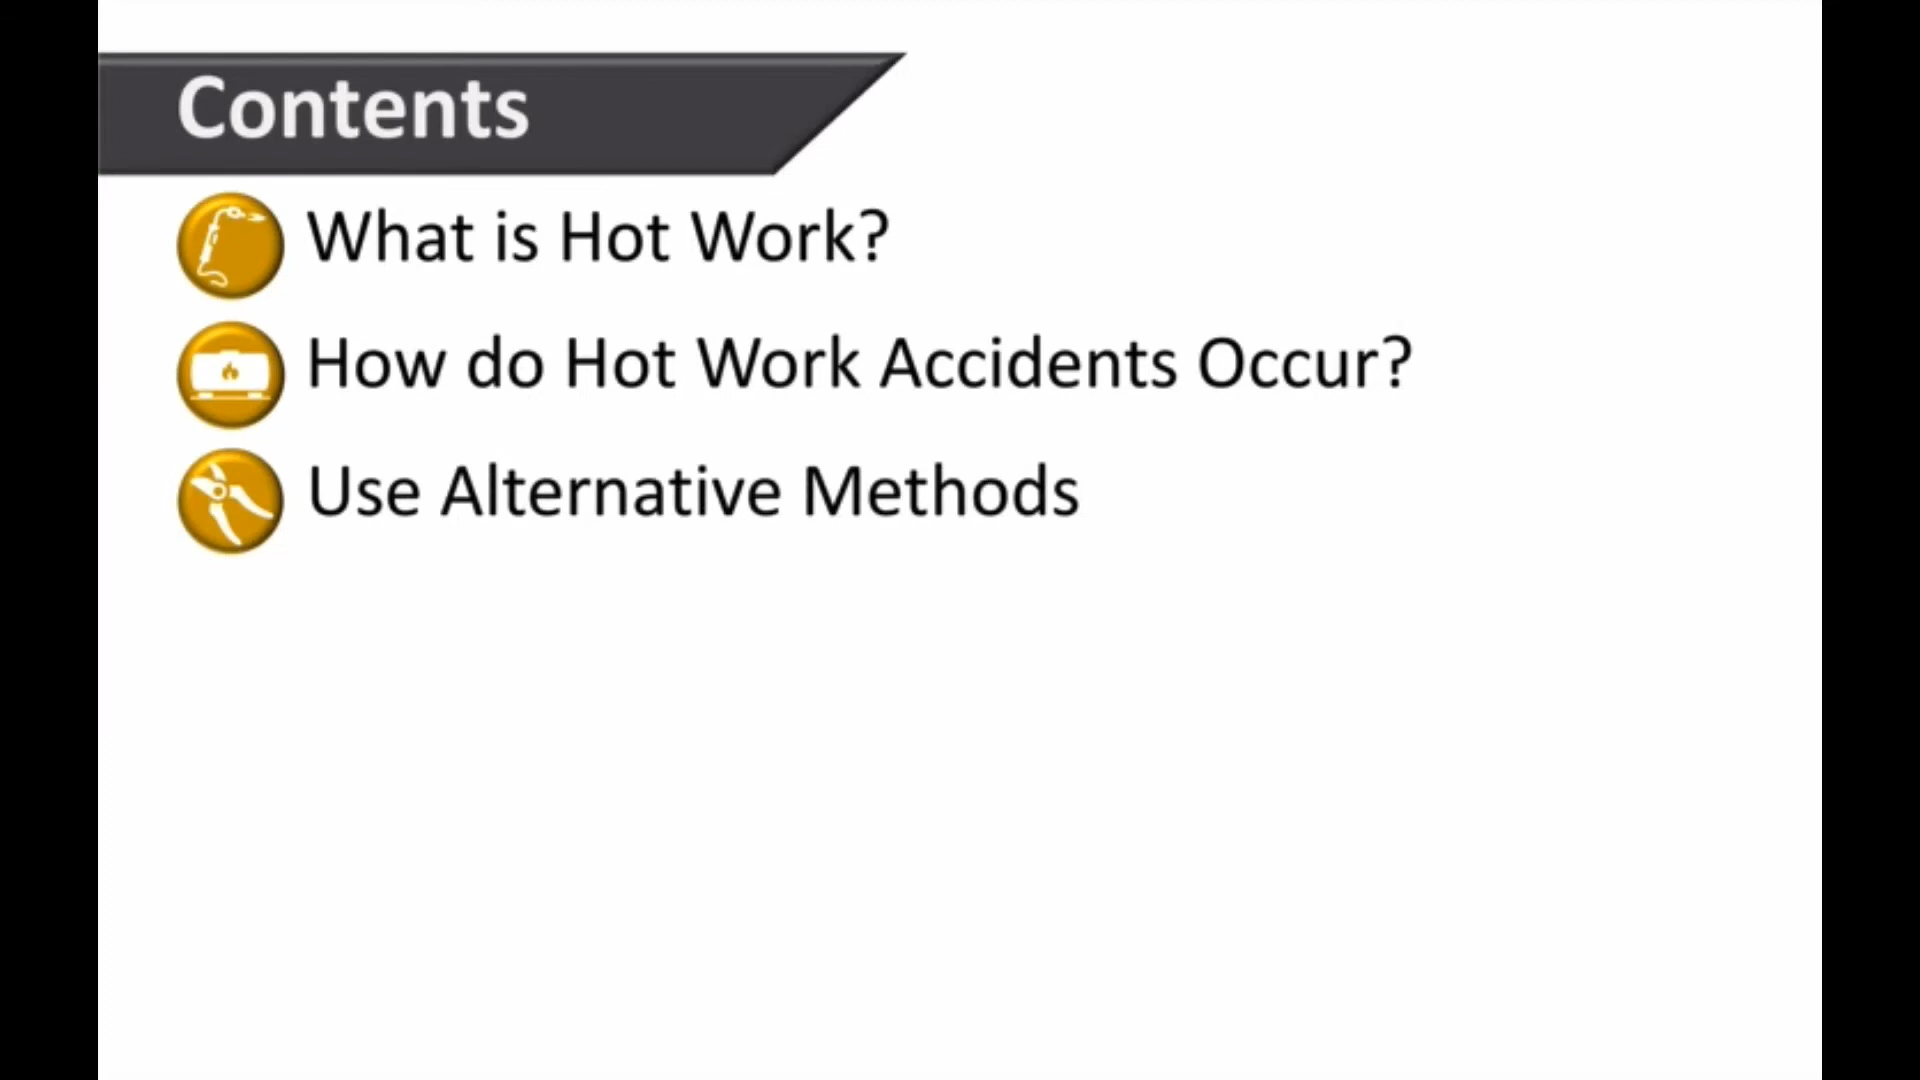 Contents
What is Hot Work?
How do Hot Work Accidents Occur?
Use Alternative Methods